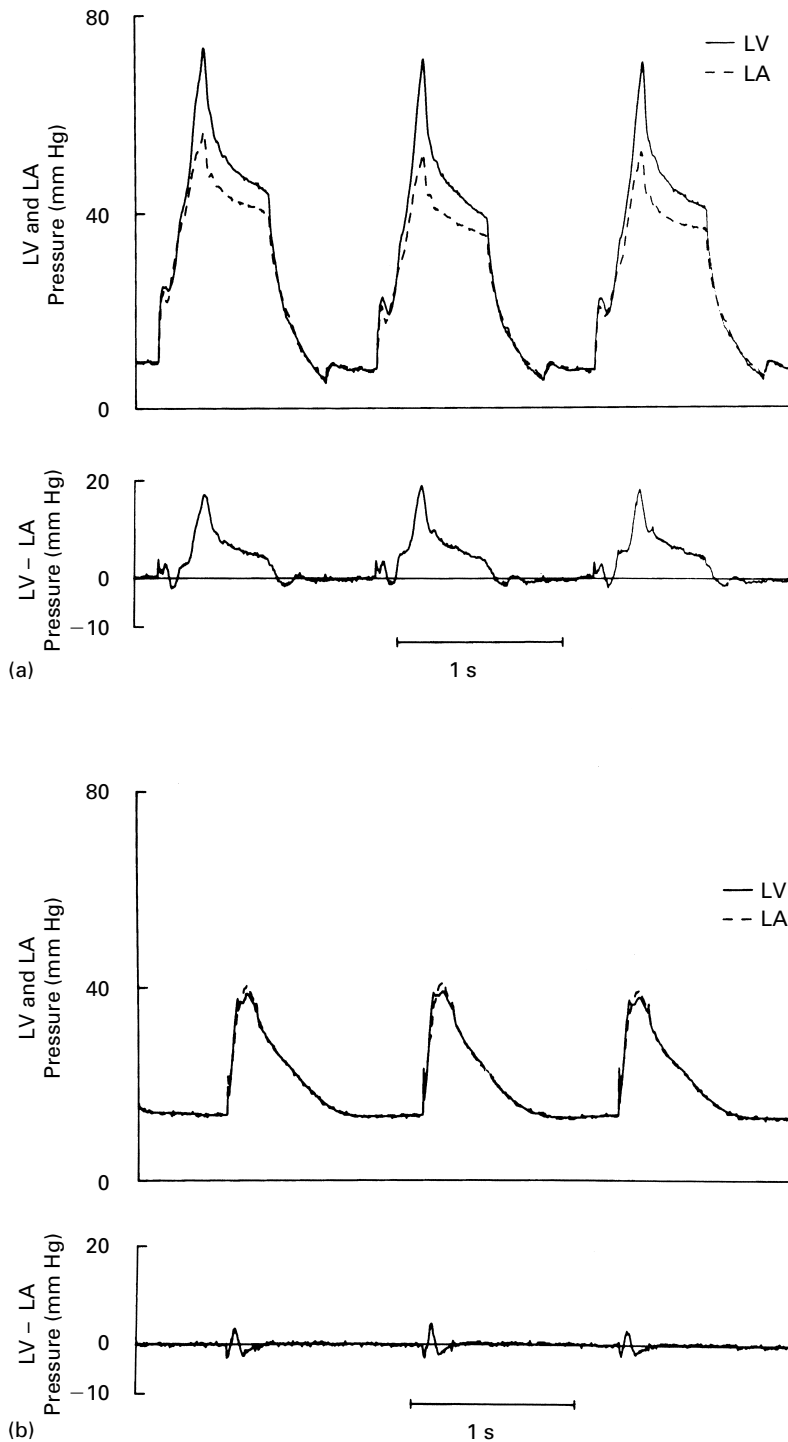 80
LV
LA
LV and LA
Pressure (mm Hg)
40
0
20
LV – LA
Pressure (mm Hg)
0
–10
1 s
(a)
80
LV
LA
LV and LA
Pressure (mm Hg)
40
0
20
LV – LA
Pressure (mm Hg)
0
–10
1 s
(b)